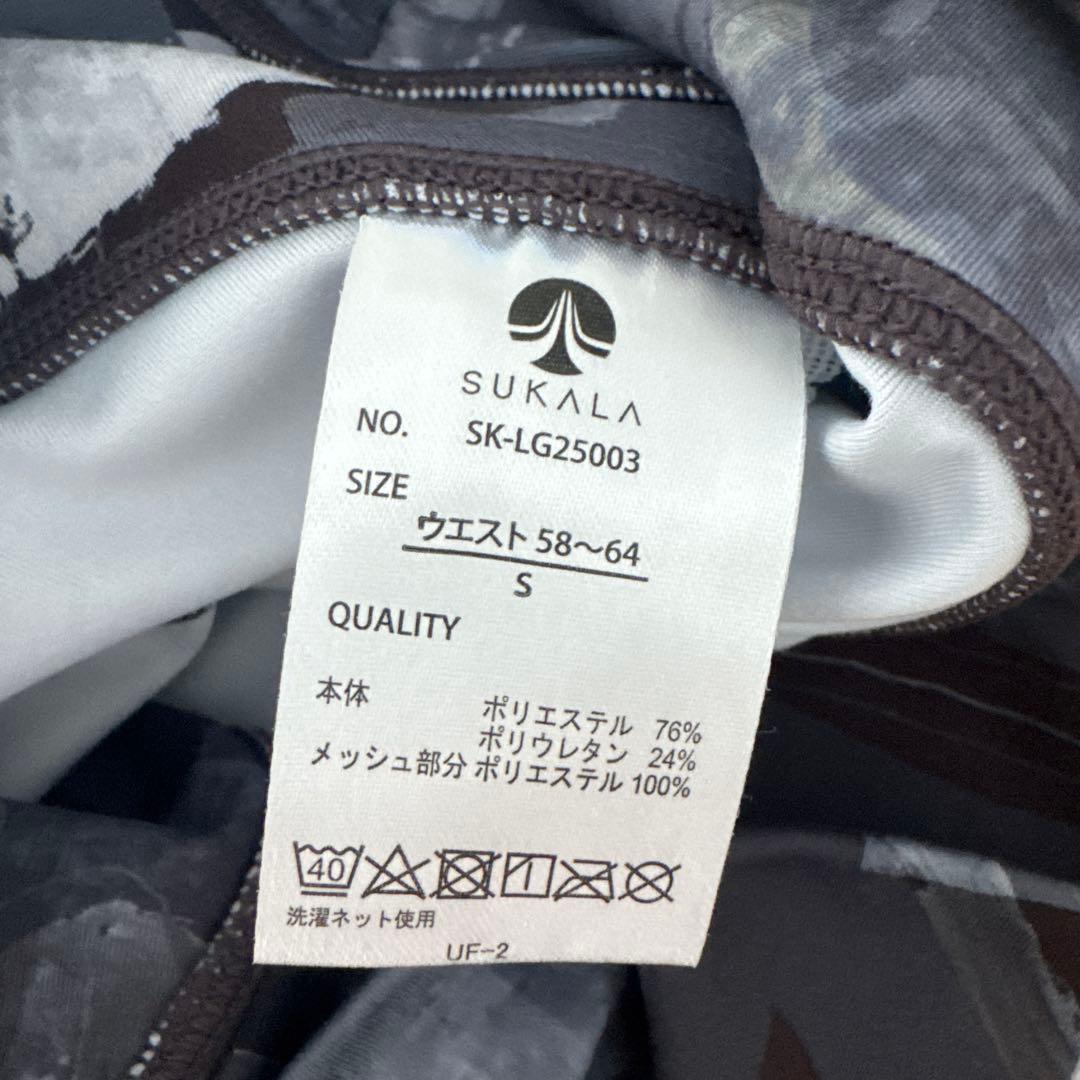 SUKALA
NO. SK-LG25003
SIZE
ウエスト 58〜64
S
QUALITY
本体 ポリエステル 76%
ポリウレタン 24%
メッシュ部分 ポリエステル 100%
40
洗濯ネット使用
UF-2